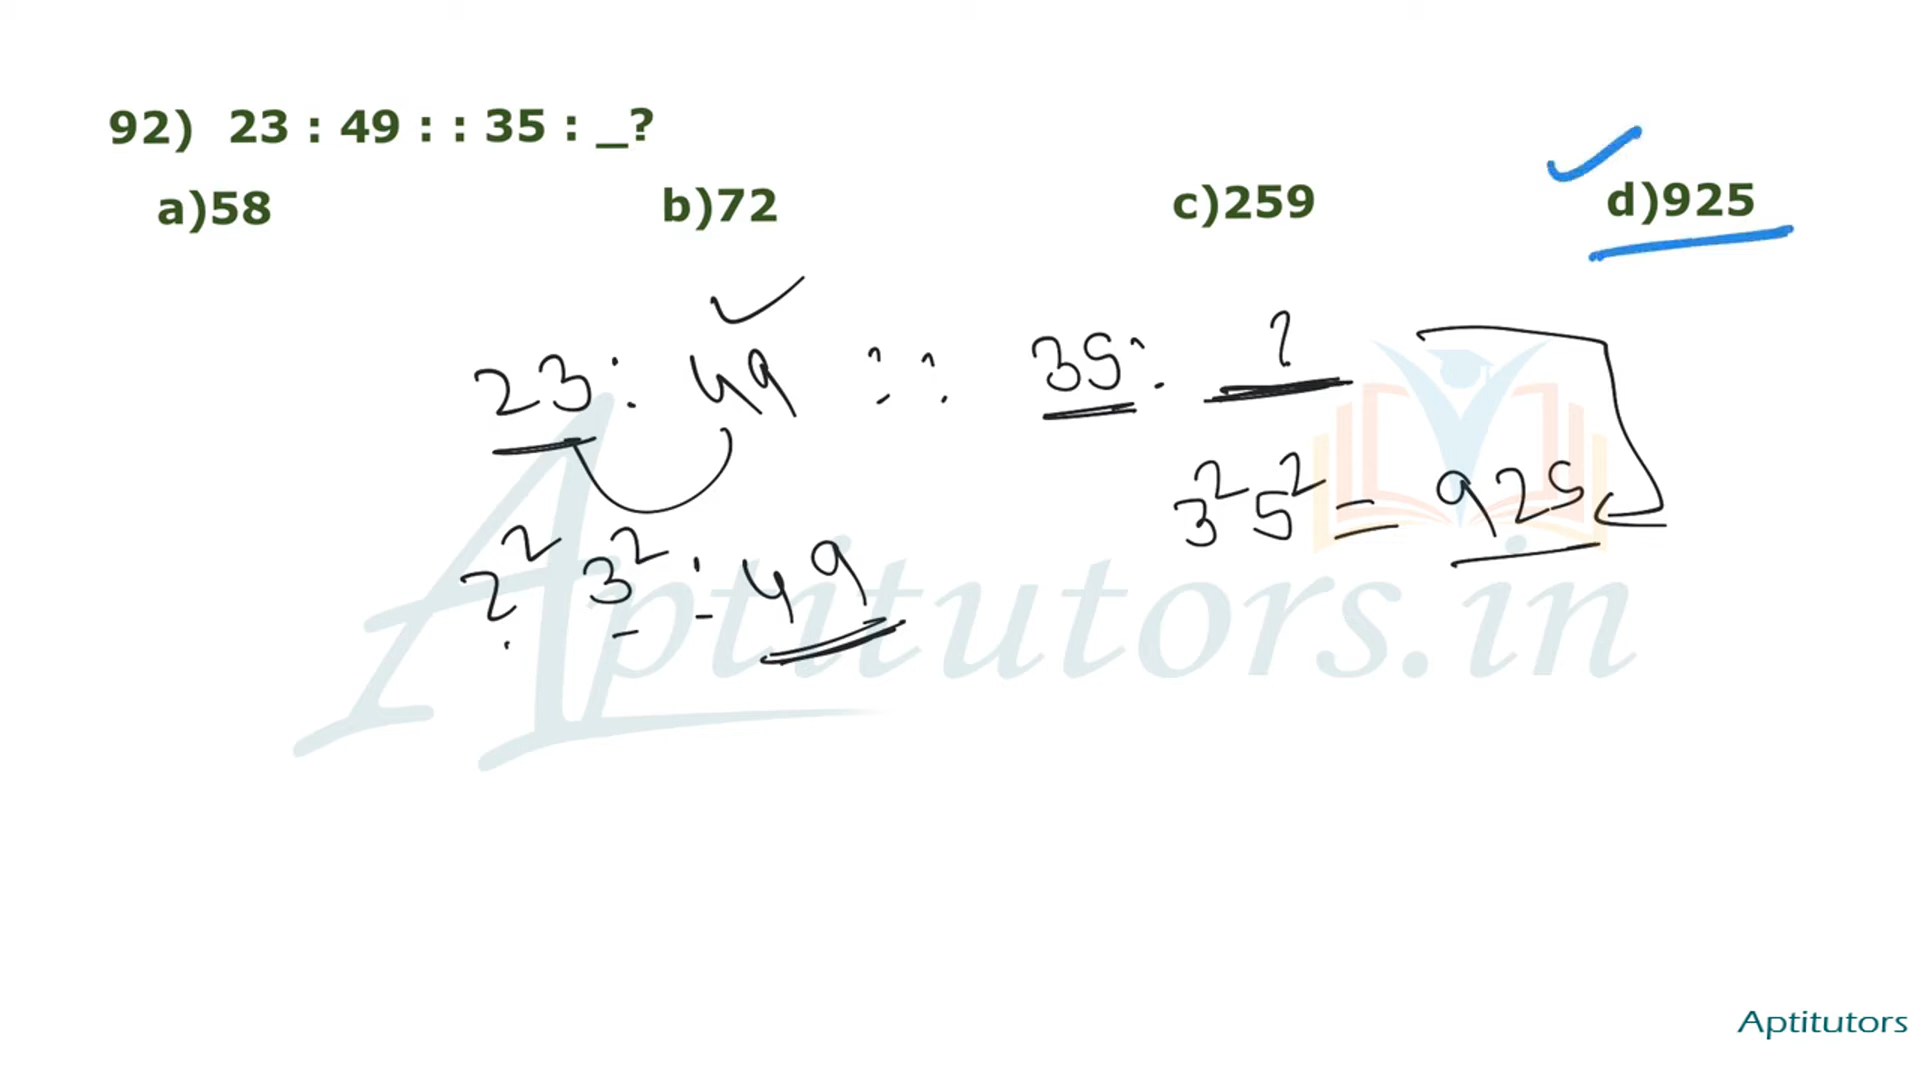 92) 23 : 49 : : 35 : _?
a)58 b)72 c)259 d)925
23 : 49 : : 35 : ?
3² 5² = 925
2² 3² = 49
Aptitutors.in
Aptitutors